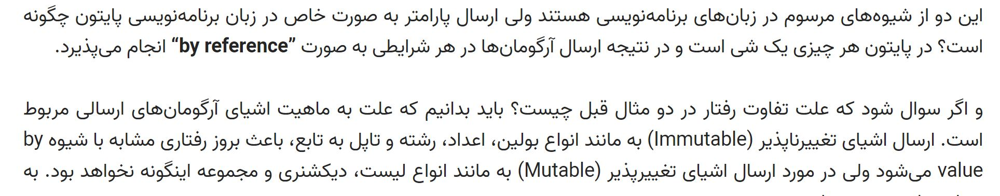 این دو از شیوه‌های مرسوم در زبان‌های برنامه‌نویسی هستند ولی ارسال پارامتر به صورت خاص در زبان برنامه‌نویسی پایتون چگونه
است؟ در پایتون هر چیزی یک شی است و در نتیجه ارسال آرگومان‌ها در هر شرایطی به صورت ”by reference“ انجام می‌پذیرد.
و اگر سوال شود که علت تفاوت رفتار در دو مثال قبل چیست؟ باید بدانیم که علت به ماهیت اشیای آرگومان‌های ارسالی مربوط
است. ارسال اشیای تغییرناپذیر (Immutable) به مانند انواع بولین، اعداد، رشته و تاپل به تابع، باعث بروز رفتاری مشابه با شیوه by
value می‌شود ولی در مورد ارسال اشیای تغییرپذیر (Mutable) به مانند انواع لیست، دیکشنری و مجموعه اینگونه نخواهد بود. به